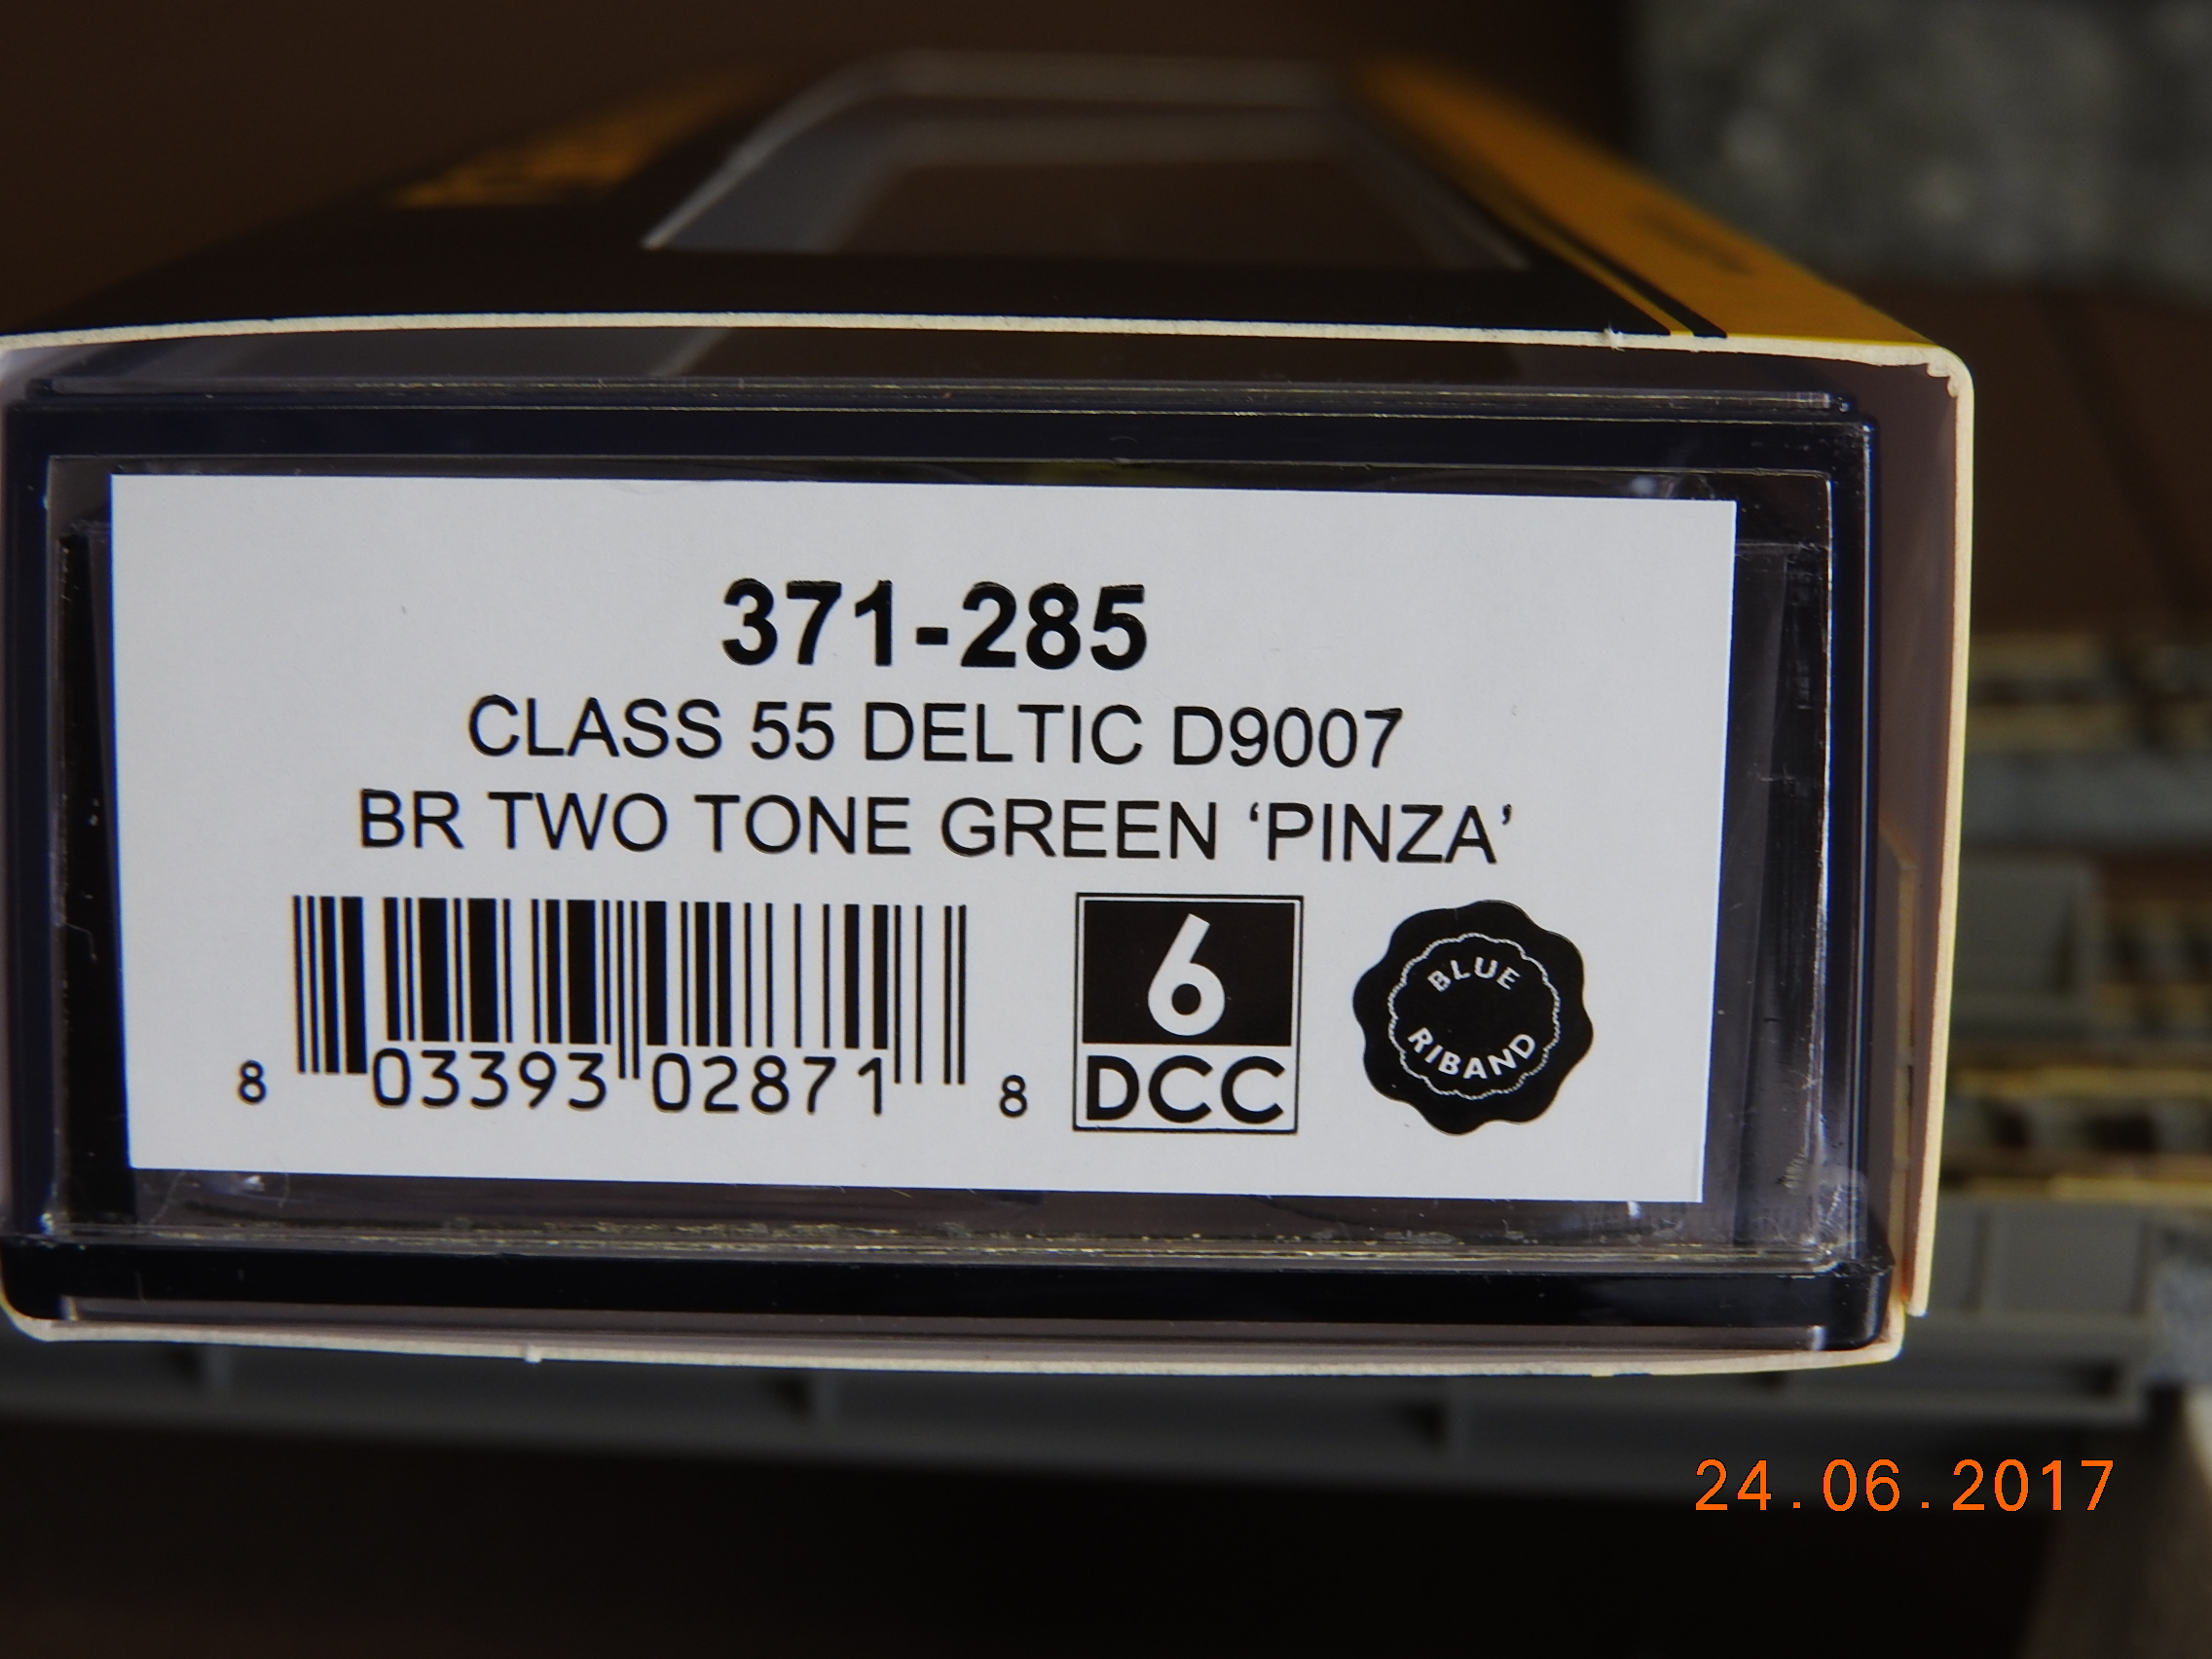 371-285
CLASS 55 DELTIC D9007
BR TWO TONE GREEN ‘PINZA’
8 03393 02871 8
6
DCC
BLUE
RIBAND
24.06.2017